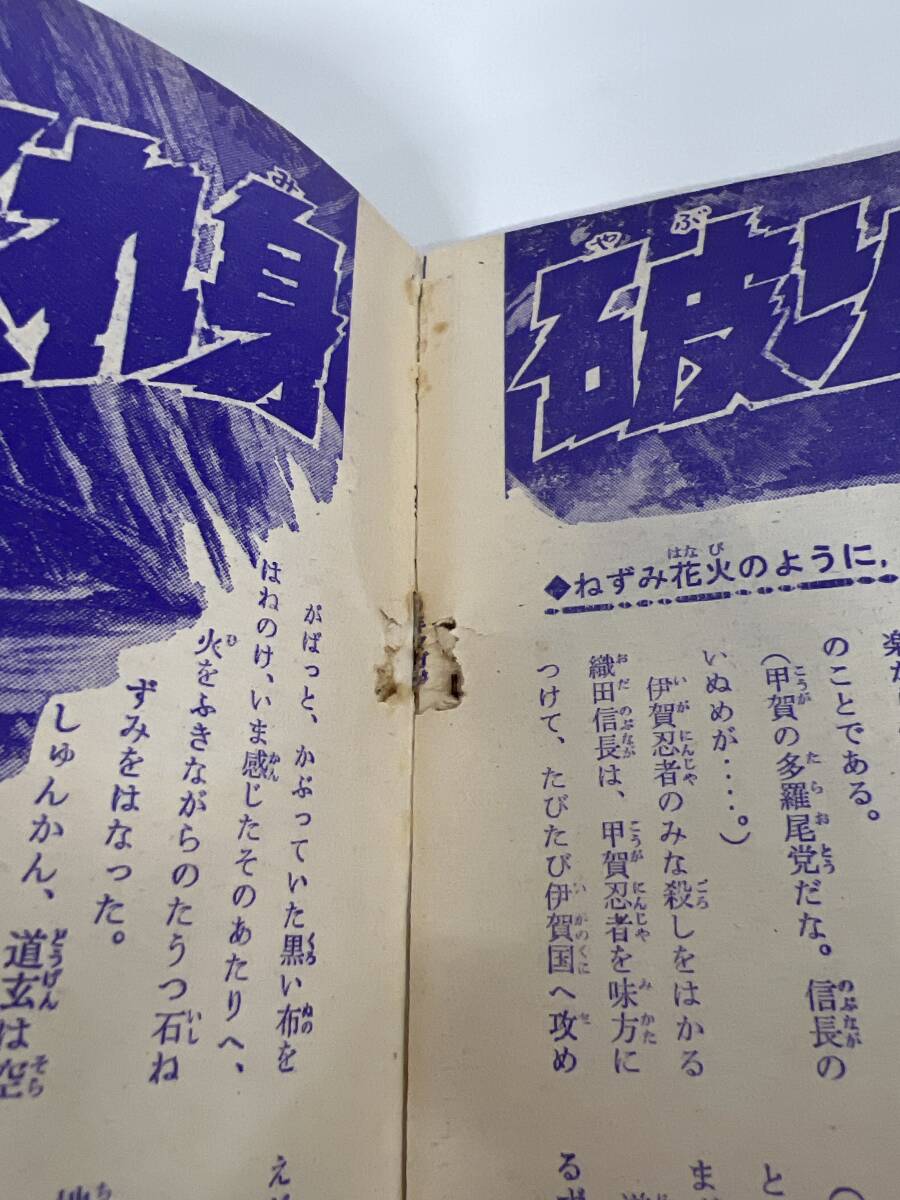 破り
◆ねずみ花火のように,
のことである。
（甲賀の多羅尾党だな。信長の
いぬめが・・・。）
伊賀忍者のみな殺しをはかる
織田信長は、甲賀忍者を味方に
つけて、たびたび伊賀国へ攻め
身
がばっと、かぶっていた黒い布を
はねのけ、いま感じたそのあたりへ、
火をふきながらのたうつ石ね
ずみをはなった。
しゅんかん、道玄は空